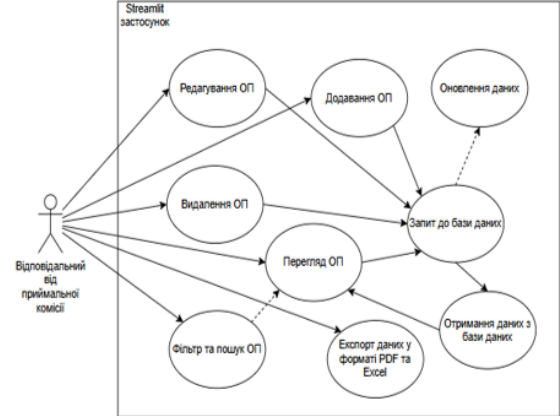 Streamlit
застосунок
Редагування ОП
Додавання ОП
Оновлення даних
Видалення ОП
Запит до бази даних
Перегляд ОП
Відповідальний
від
приймальної
комісії
Отримання даних з
бази даних
Фільтр та пошук ОП
Експорт даних у
форматі PDF та
Excel